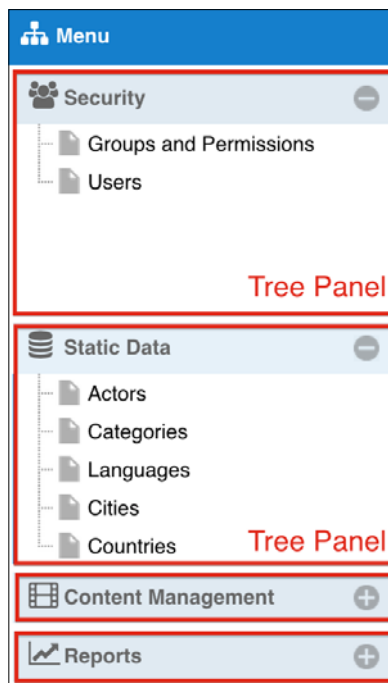 Menu
Security
Groups and Permissions
Users
Tree Panel
Static Data
Actors
Categories
Languages
Cities
Countries
Tree Panel
Content Management
Reports